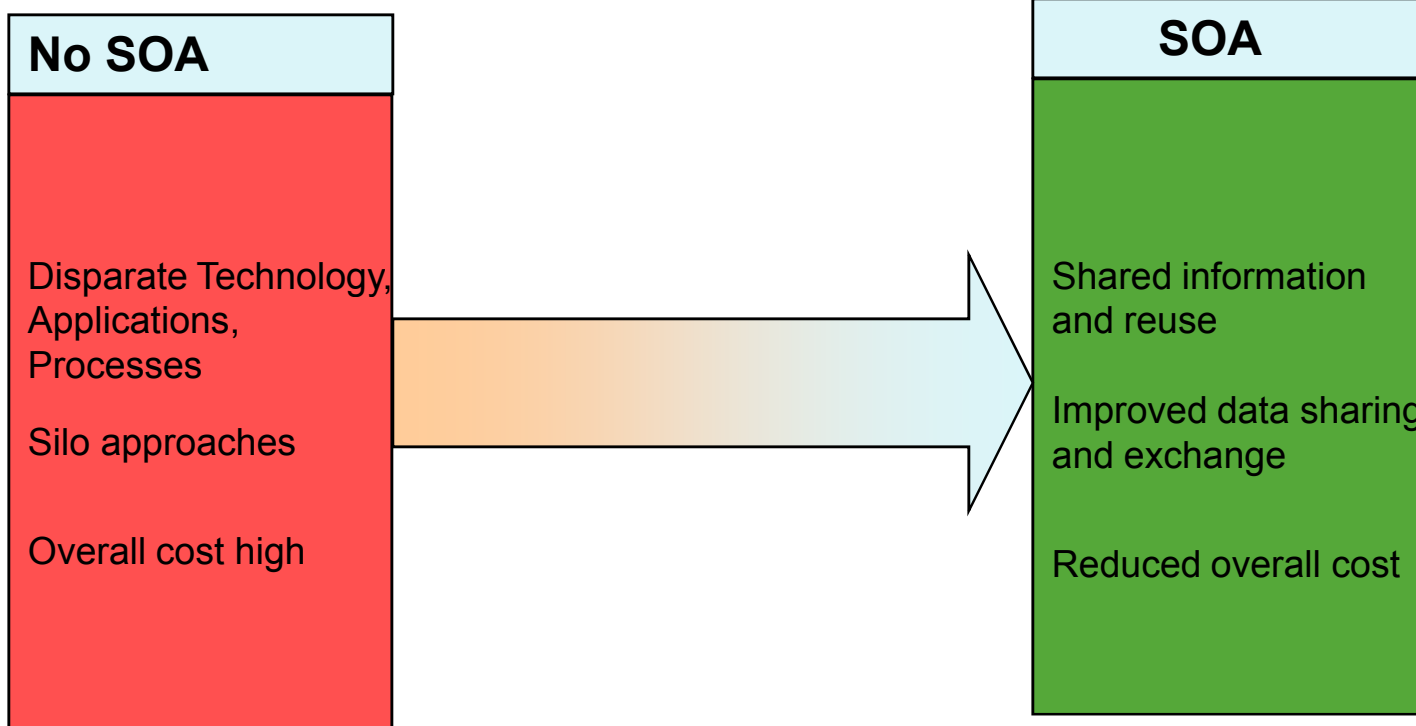 No SOA
Disparate Technology,
Applications,
Processes
Silo approaches
Overall cost high
SOA
Shared information
and reuse
Improved data sharing
and exchange
Reduced overall cost